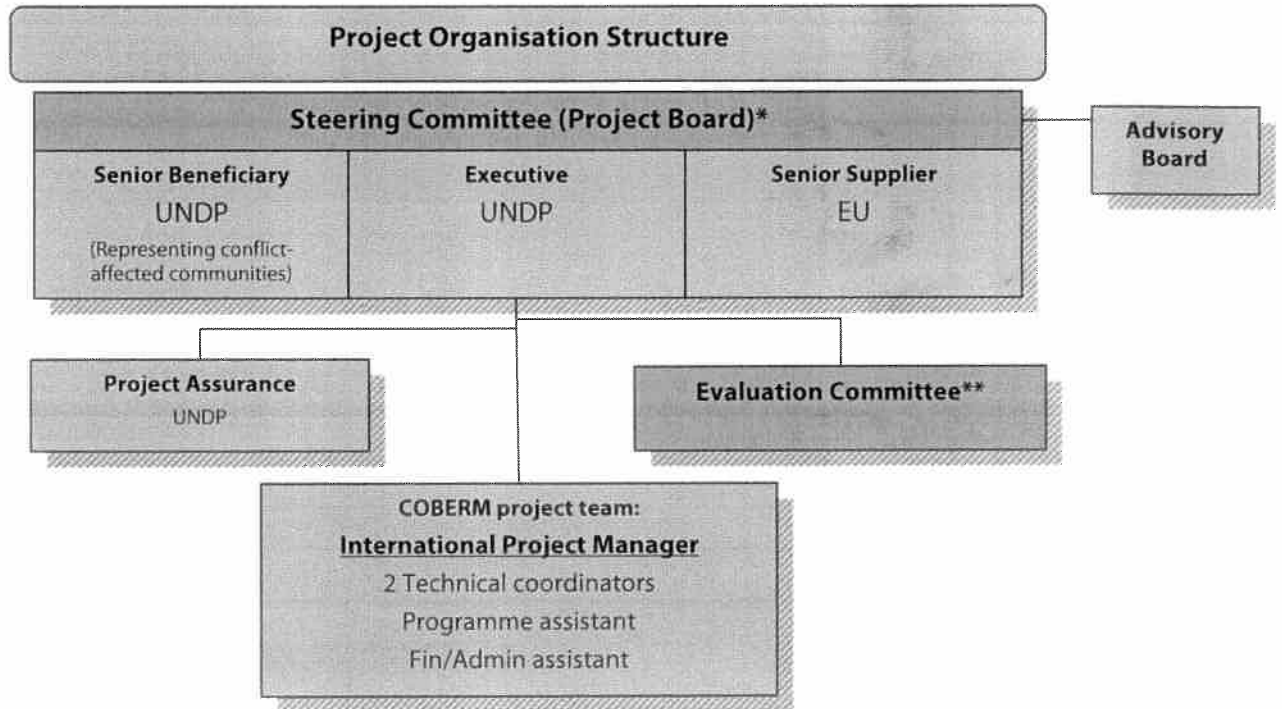 Project Organisation Structure
Steering Committee (Project Board)*
Advisory
Board
Senior Beneficiary
UNDP
(Representing conflict-
affected communities)
Executive
UNDP
Senior Supplier
EU
Project Assurance
UNDP
Evaluation Committee**
COBERM project team:
International Project Manager
2 Technical coordinators
Programme assistant
Fin/Admin assistant